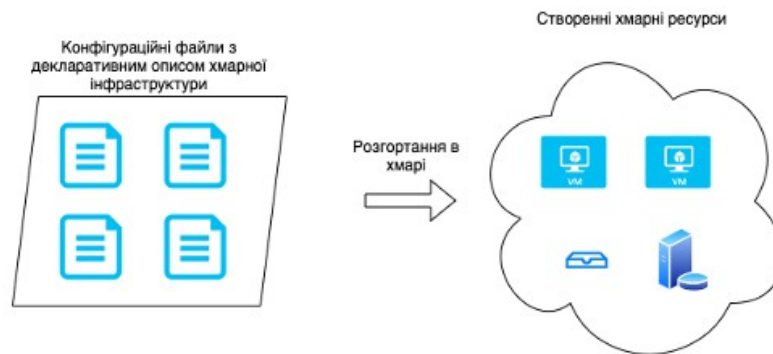 Створенні хмарні ресурси
Конфігураційні файли з
декларативним описом хмарної
інфраструктури
Розгортання в
хмарі
VM
VM